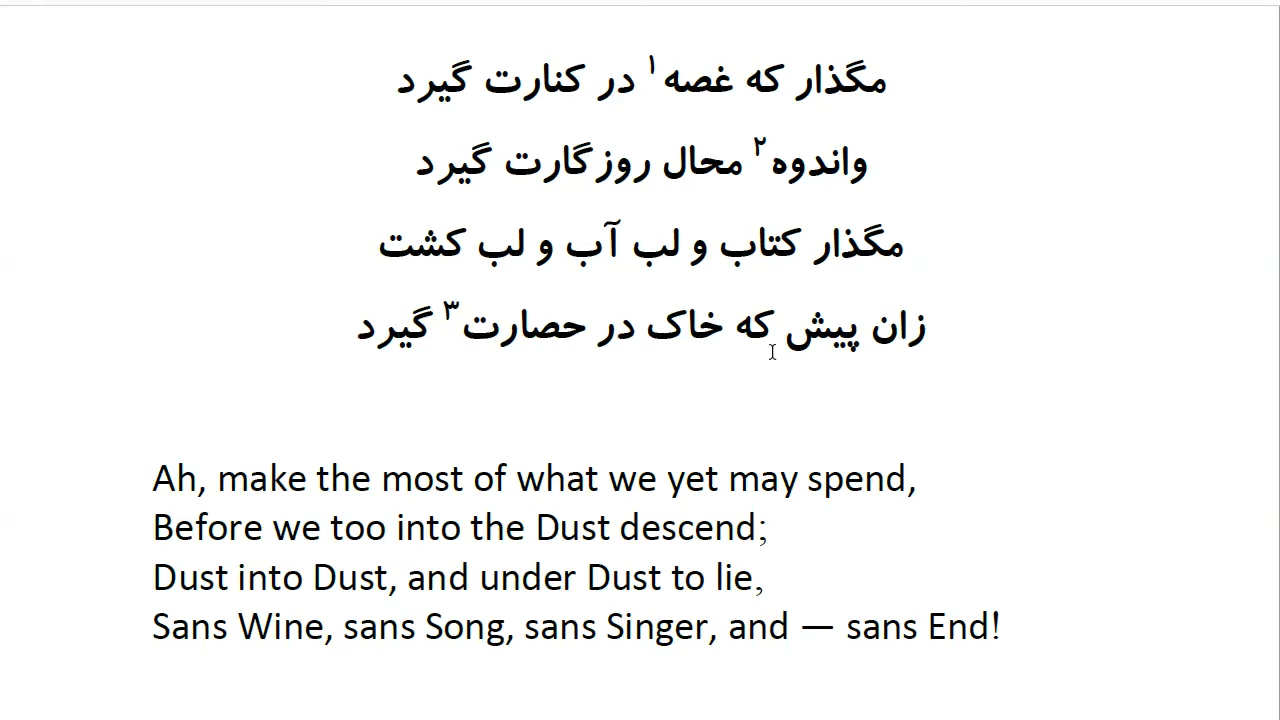 مگذار که غصه۱ در کنارت گیرد
واندوه۲ محال روزگارت گیرد
مگذار کتاب و لب آب و لب کشت
زان پیش که خاک در حصارت۳ گیرد
Ah, make the most of what we yet may spend,
Before we too into the Dust descend;
Dust into Dust, and under Dust to lie,
Sans Wine, sans Song, sans Singer, and — sans End!